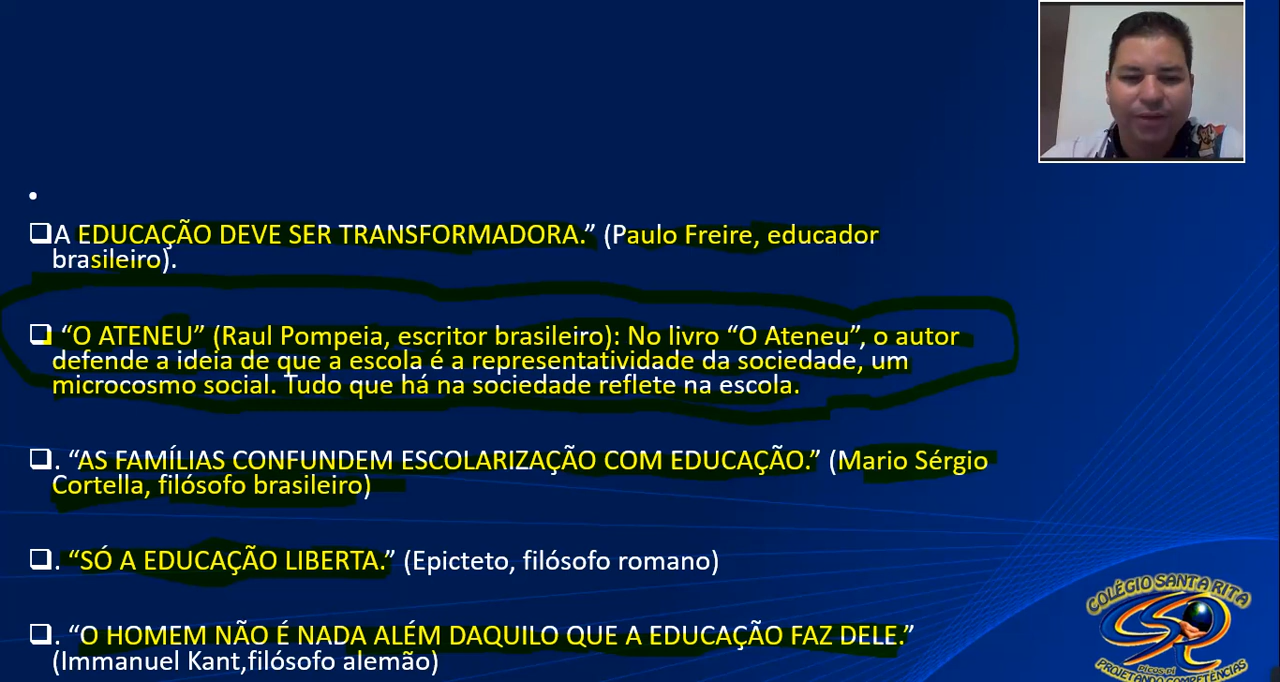 •
❑A EDUCAÇÃO DEVE SER TRANSFORMADORA.” (Paulo Freire, educador
brasileiro).
❑ “O ATENEU” (Raul Pompeia, escritor brasileiro): No livro “O Ateneu”, o autor
defende a ideia de que a escola é a representatividade da sociedade, um
microcosmo social. Tudo que há na sociedade reflete na escola.
❑. “AS FAMÍLIAS CONFUNDEM ESCOLARIZAÇÃO COM EDUCAÇÃO.” (Mario Sérgio
Cortella, filósofo brasileiro)
❑. “SÓ A EDUCAÇÃO LIBERTA.” (Epicteto, filósofo romano)
❑. “O HOMEM NÃO É NADA ALÉM DAQUILO QUE A EDUCAÇÃO FAZ DELE.”
(Immanuel Kant,filósofo alemão)
COLÉGIO SANTA RITA
PROJETANDO COMPETÊNCIAS